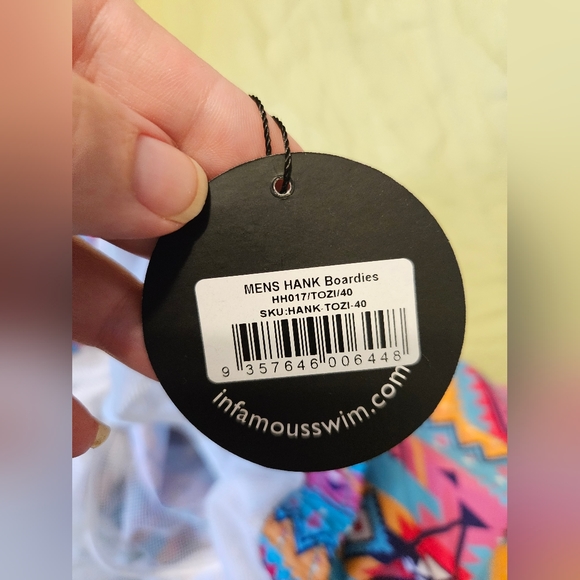 MENS HANK Boardies
HH017/TOZI/40
SKU:HANK-TOZI-40
9 357646 006448
infamousswim.com